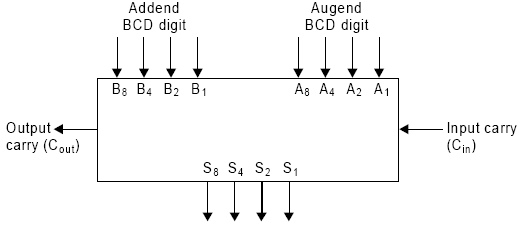 Addend
BCD digit
Augend
BCD digit
B8 B4 B2 B1
A8 A4 A2 A1
Output
carry (Cout)
Input carry
(Cin)
S8 S4 S2 S1